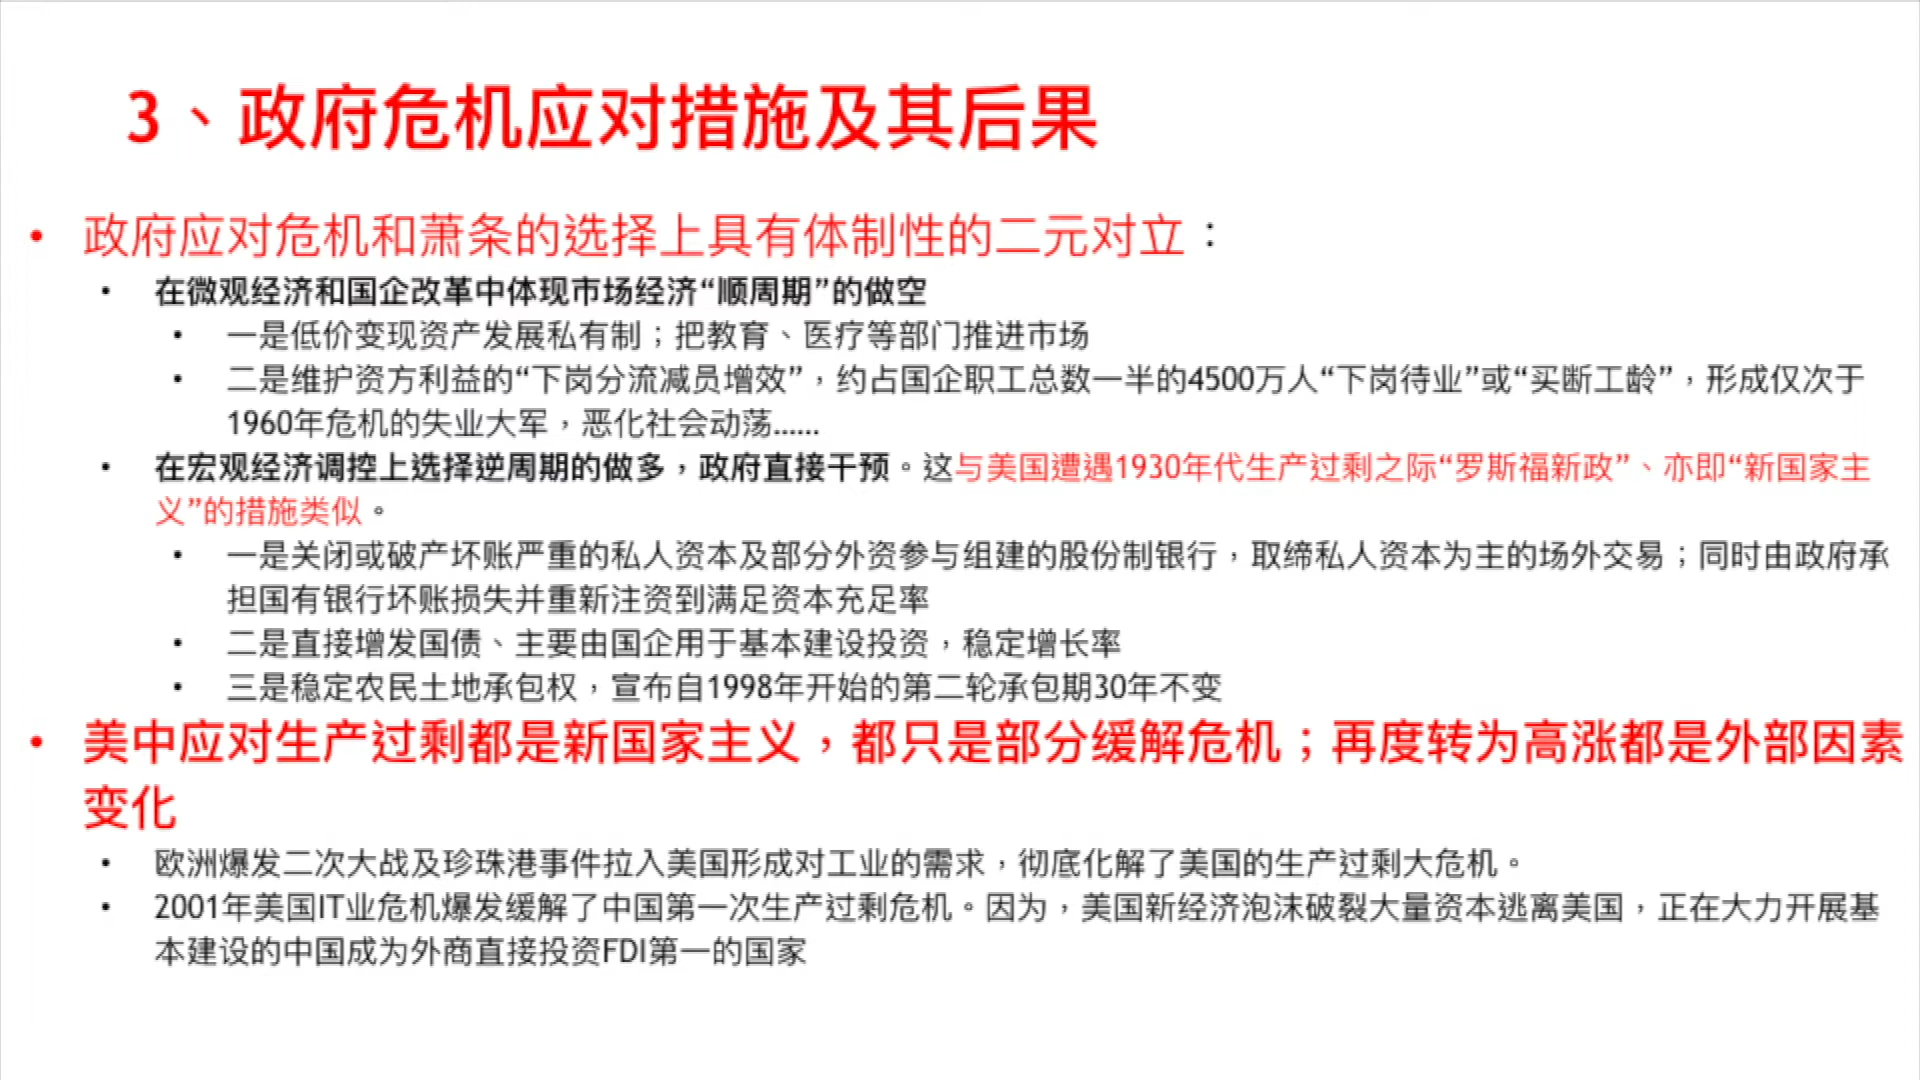 3、政府危机应对措施及其后果
• 政府应对危机和萧条的选择上具有体制性的二元对立：
• 在微观经济和国企改革中体现市场经济“顺周期”的做空
• 一是低价变现资产发展私有制；把教育、医疗等部门推进市场
• 二是维护资方利益的“下岗分流减员增效”，约占国企职工总数一半的4500万人“下岗待业”或“买断工龄”，形成仅次于
1960年危机的失业大军，恶化社会动荡……
• 在宏观经济调控上选择逆周期的做多，政府直接干预。这与美国遭遇1930年代生产过剩之际“罗斯福新政”、亦即“新国家主
义”的措施类似。
• 一是关闭或破产坏账严重的私人资本及部分外资参与组建的股份制银行，取缔私人资本为主的场外交易；同时由政府承
担国有银行坏账损失并重新注资到满足资本充足率
• 二是直接增发国债、主要由国企用于基本建设投资，稳定增长率
• 三是稳定农民土地承包权，宣布自1998年开始的第二轮承包期30年不变
• 美中应对生产过剩都是新国家主义，都只是部分缓解危机；再度转为高涨都是外部因素
变化
• 欧洲爆发二次大战及珍珠港事件拉入美国形成对工业的需求，彻底化解了美国的生产过剩大危机。
• 2001年美国IT业危机爆发缓解了中国第一次生产过剩危机。因为，美国新经济泡沫破裂大量资本逃离美国，正在大力开展基
本建设的中国成为外商直接投资FDI第一的国家